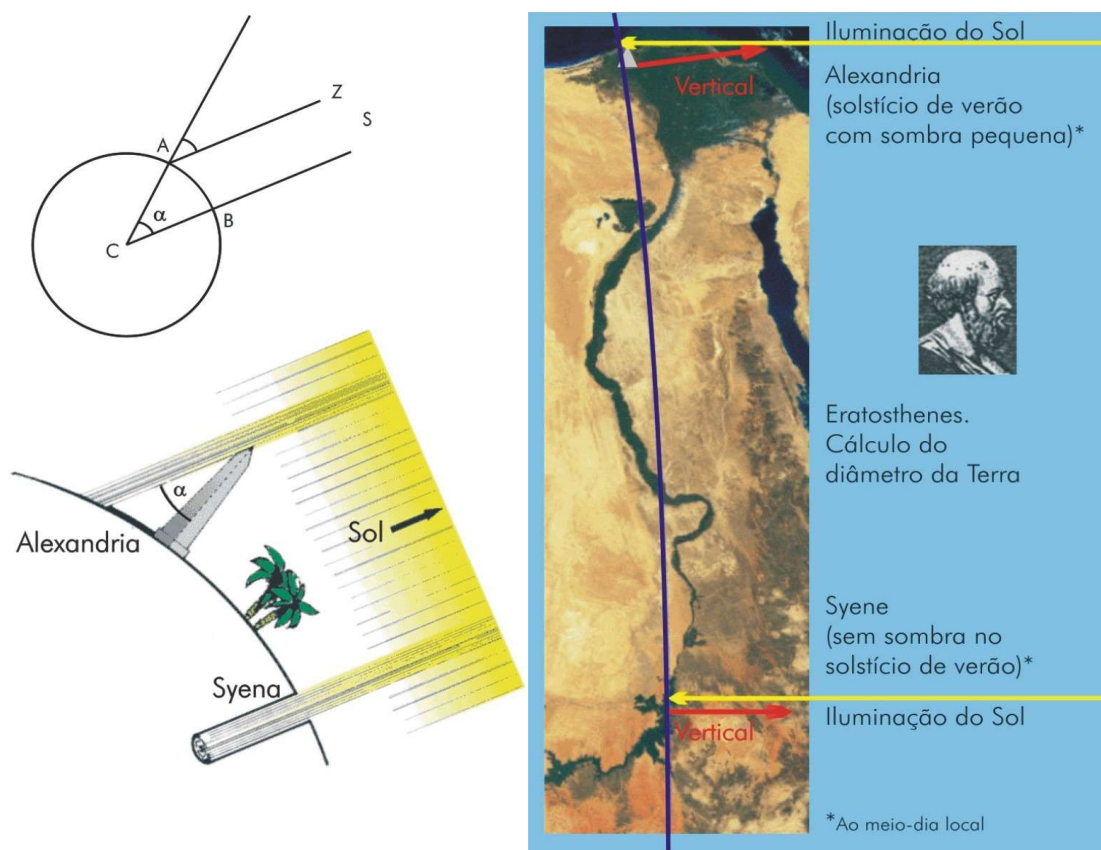 Z
S
A
α
B
C
α
Alexandria
Sol
Syena
Iluminação do Sol
Vertical
Alexandria
(solstício de verão
com sombra pequena)*
Eratosthenes.
Cálculo do
diâmetro da Terra
Syene
(sem sombra no
solstício de verão)*
Vertical
Iluminação do Sol
*Ao meio-dia local